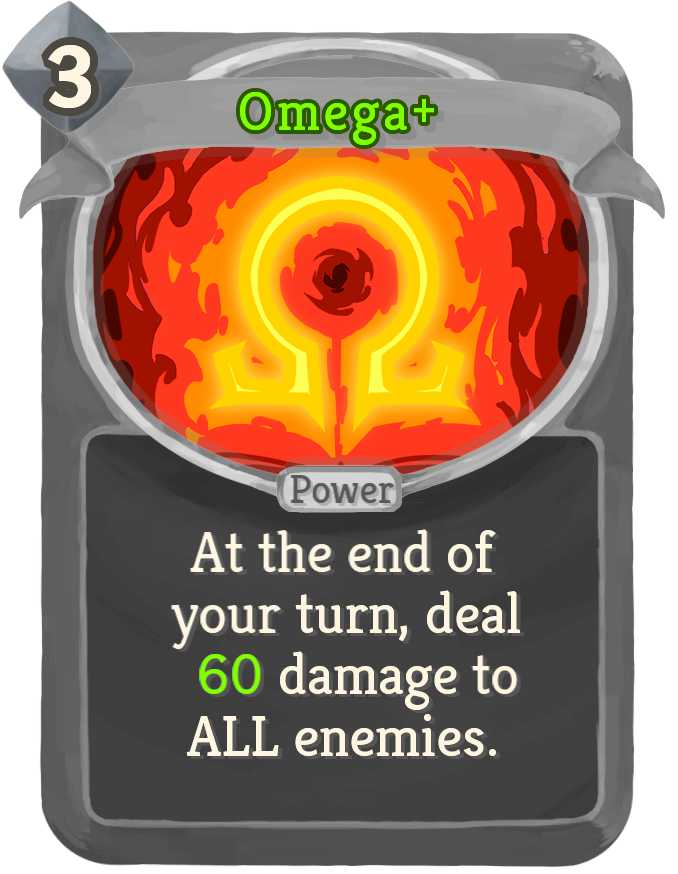 3
Omega+
Power
At the end of
your turn, deal
60 damage to
ALL enemies.